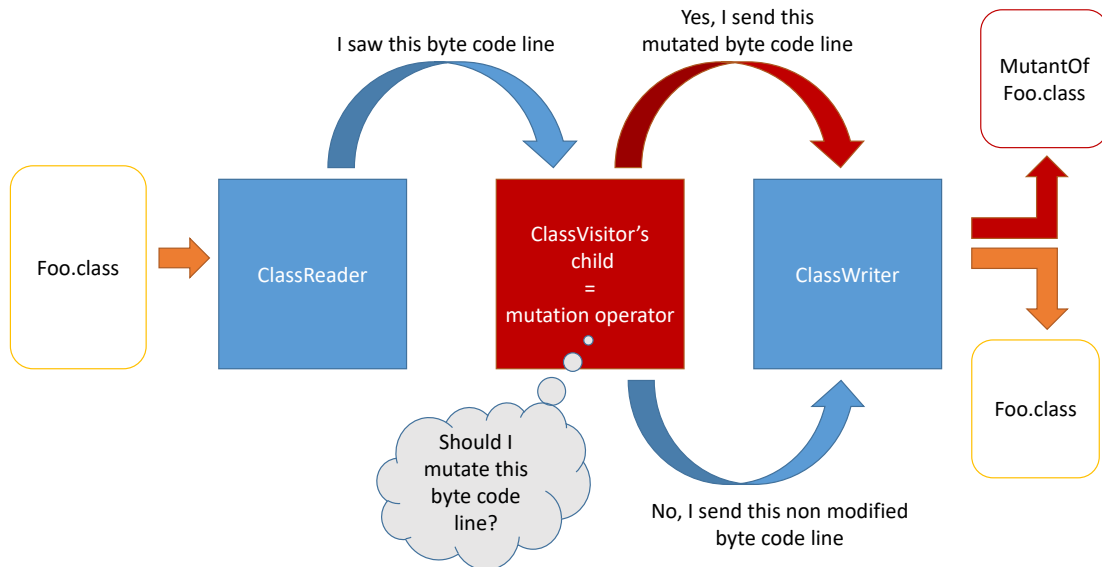 I saw this byte code line
Yes, I send this
mutated byte code line
MutantOf
Foo.class
Foo.class
ClassReader
ClassVisitor’s
child
=
mutation operator
ClassWriter
Foo.class
Should I
mutate this
byte code
line?
No, I send this non modified
byte code line